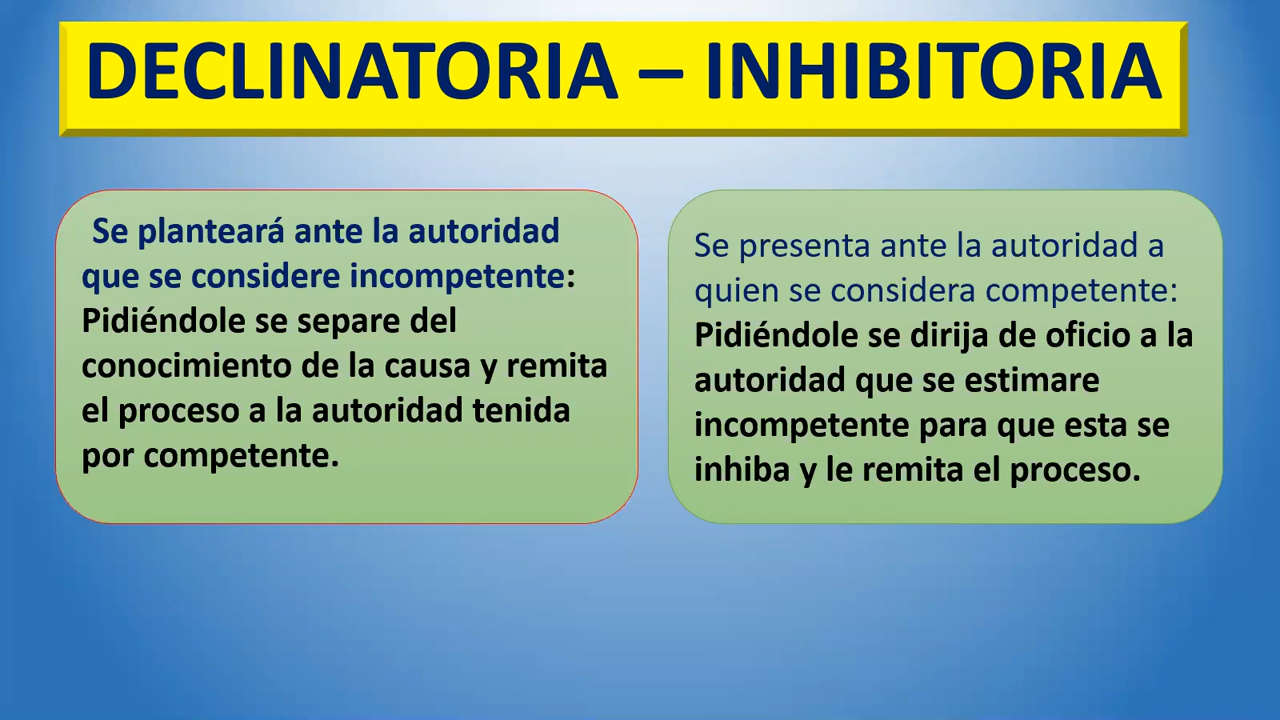 DECLINATORIA – INHIBITORIA
Se planteará ante la autoridad
que se considere incompetente:
Pidiéndole se separe del
conocimiento de la causa y remita
el proceso a la autoridad tenida
por competente.
Se presenta ante la autoridad a
quien se considera competente:
Pidiéndole se dirija de oficio a la
autoridad que se estimare
incompetente para que esta se
inhiba y le remita el proceso.